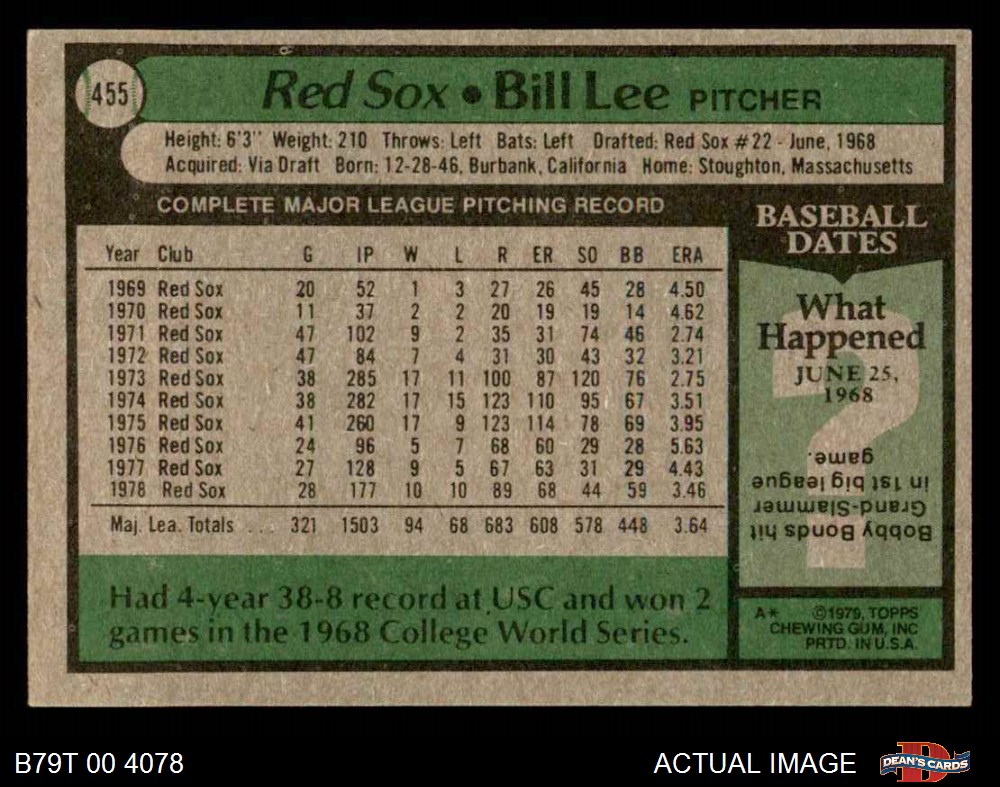 455
Red Sox • Bill Lee PITCHER
Height: 6'3" Weight: 210 Throws: Left Bats: Left Drafted: Red Sox #22 - June, 1968
Acquired: Via Draft Born: 12-28-46, Burbank, California Home: Stoughton, Massachusetts
COMPLETE MAJOR LEAGUE PITCHING RECORD
Year Club G IP W L R ER SO BB ERA
1969 Red Sox 20 52 1 3 27 26 45 28 4.50
1970 Red Sox 11 37 2 2 20 19 19 14 4.62
1971 Red Sox 47 102 9 2 35 31 74 46 2.74
1972 Red Sox 47 84 7 4 31 30 43 32 3.21
1973 Red Sox 38 285 17 11 100 87 120 76 2.75
1974 Red Sox 38 282 17 15 123 110 95 67 3.51
1975 Red Sox 41 260 17 9 123 114 78 69 3.95
1976 Red Sox 24 96 5 7 68 60 29 28 5.63
1977 Red Sox 27 128 9 5 67 63 31 29 4.43
1978 Red Sox 28 177 10 10 89 68 44 59 3.46
Maj. Lea. Totals ... 321 1503 94 68 683 608 578 448 3.64
Had 4-year 38-8 record at USC and won 2
games in the 1968 College World Series.
BASEBALL
DATES
What
Happened
JUNE 25,
1968
?
Bobby Bonds hit
Grand-Slammer
in 1st big league
game.
A* ©1979, TOPPS
CHEWING GUM, INC
PRTD. IN U.S.A.
B79T 00 4078
ACTUAL IMAGE
D
DEAN'S CARDS